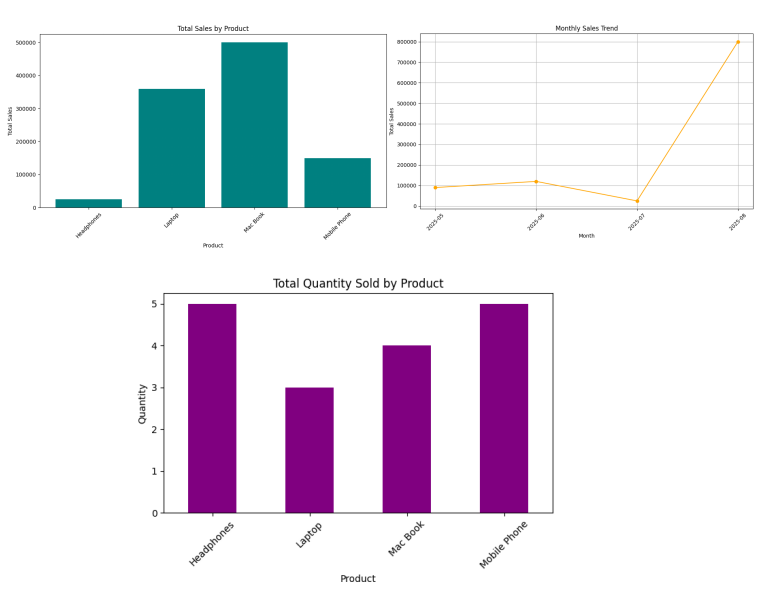 Total Sales by Product
Total Sales
500000
400000
300000
200000
100000
0
Headphones
Laptop
Mac Book
Mobile Phone
Product
Monthly Sales Trend
Total Sales
800000
700000
600000
500000
400000
300000
200000
100000
0
2025-05
2025-06
2025-07
2025-08
Month
Total Quantity Sold by Product
Quantity
5
4
3
2
1
0
Headphones
Laptop
Mac Book
Mobile Phone
Product